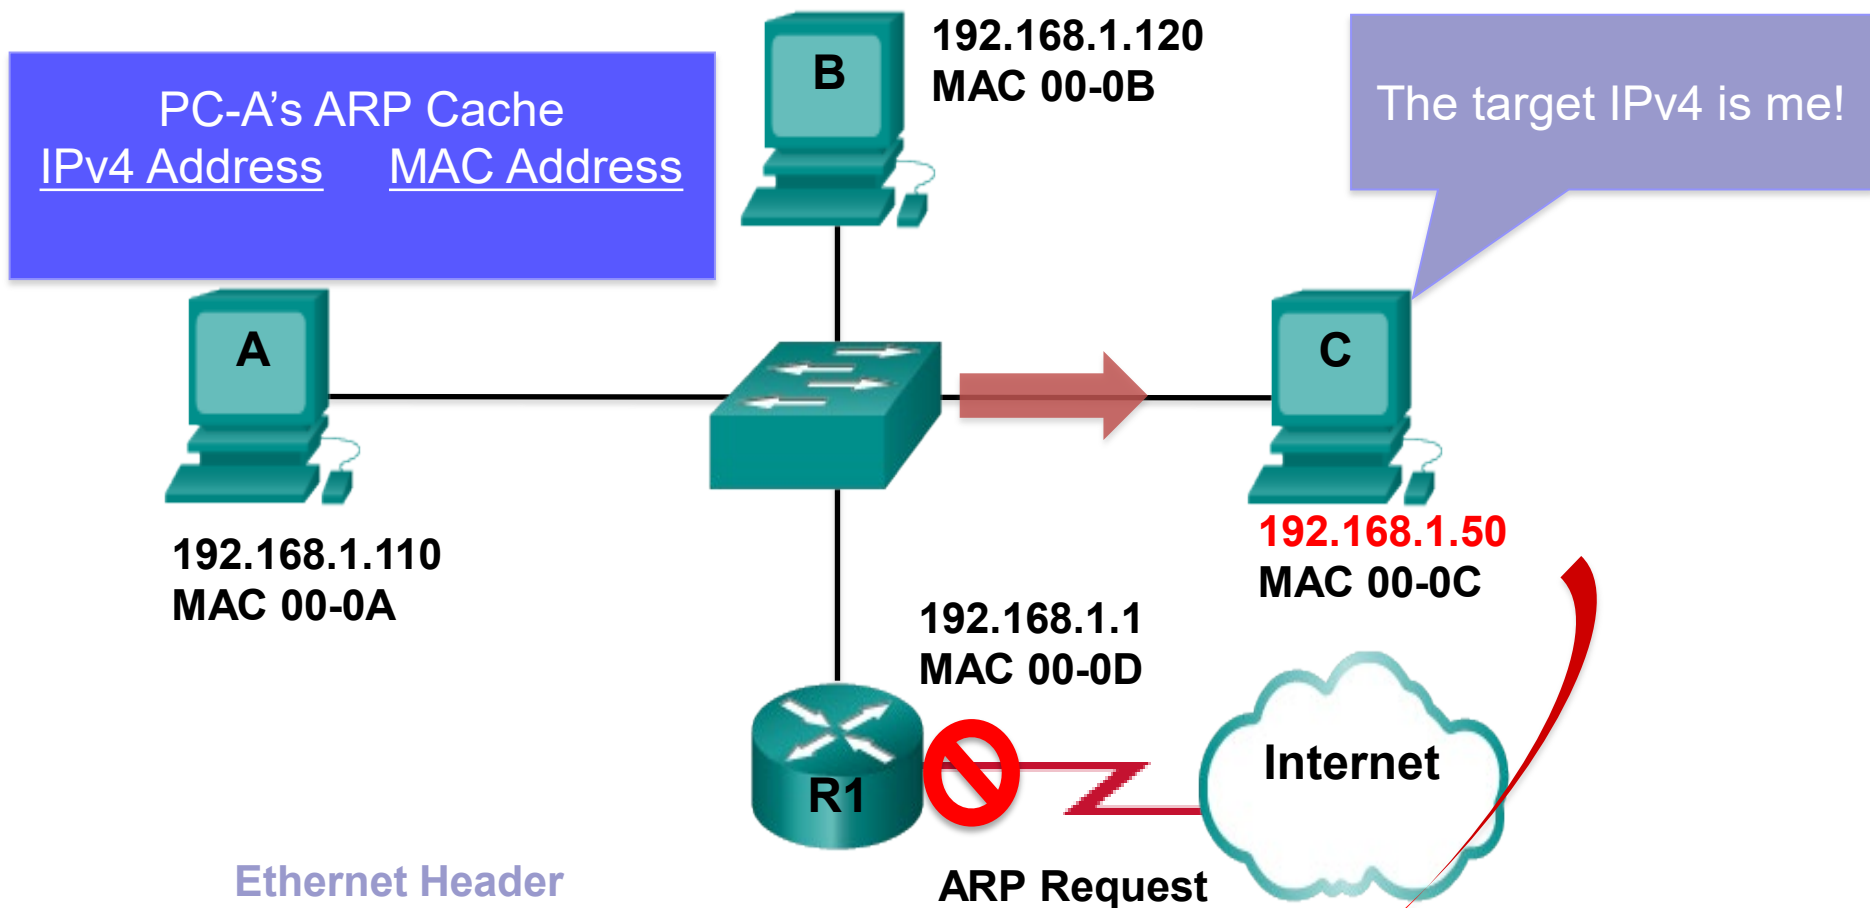 PC-A’s ARP Cache
IPv4 Address MAC Address
B
192.168.1.120
MAC 00-0B
The target IPv4 is me!
A
192.168.1.110
MAC 00-0A
C
192.168.1.50
MAC 00-0C
192.168.1.1
MAC 00-0D
R1
Internet
Ethernet Header
ARP Request